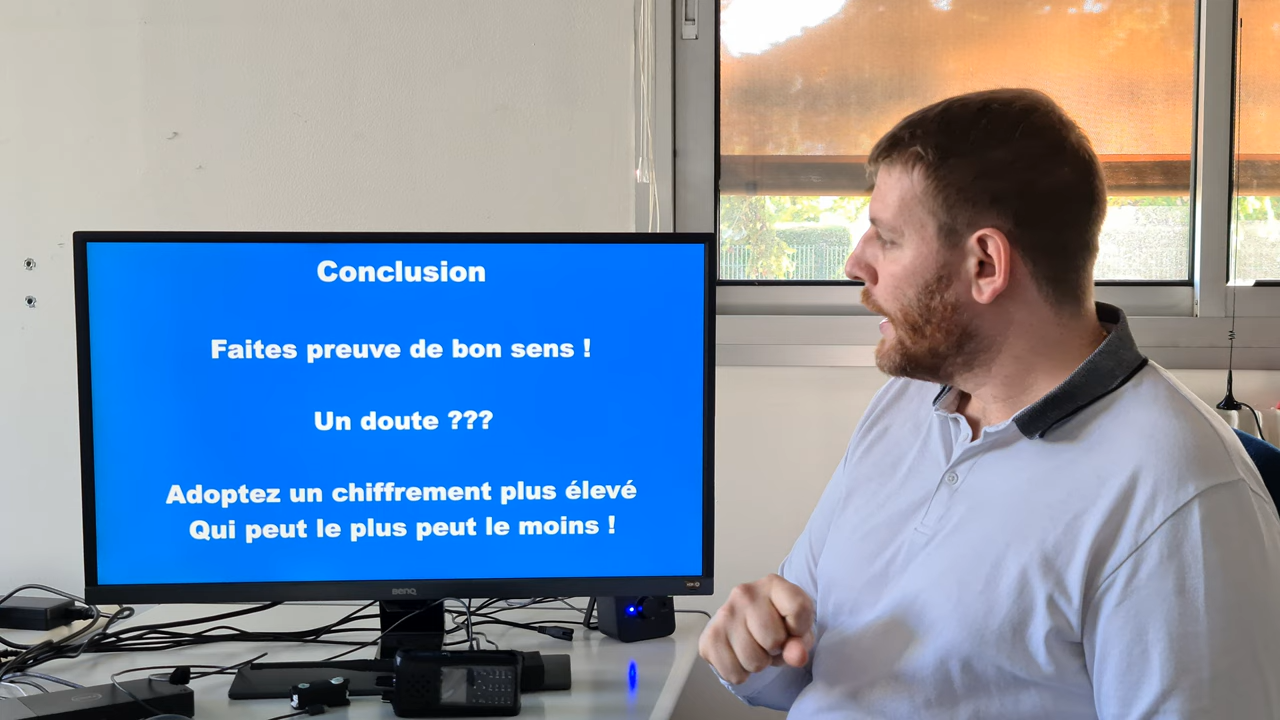 Conclusion
Faites preuve de bon sens !
Un doute ???
Adoptez un chiffrement plus élevé
Qui peut le plus peut le moins !
BenQ